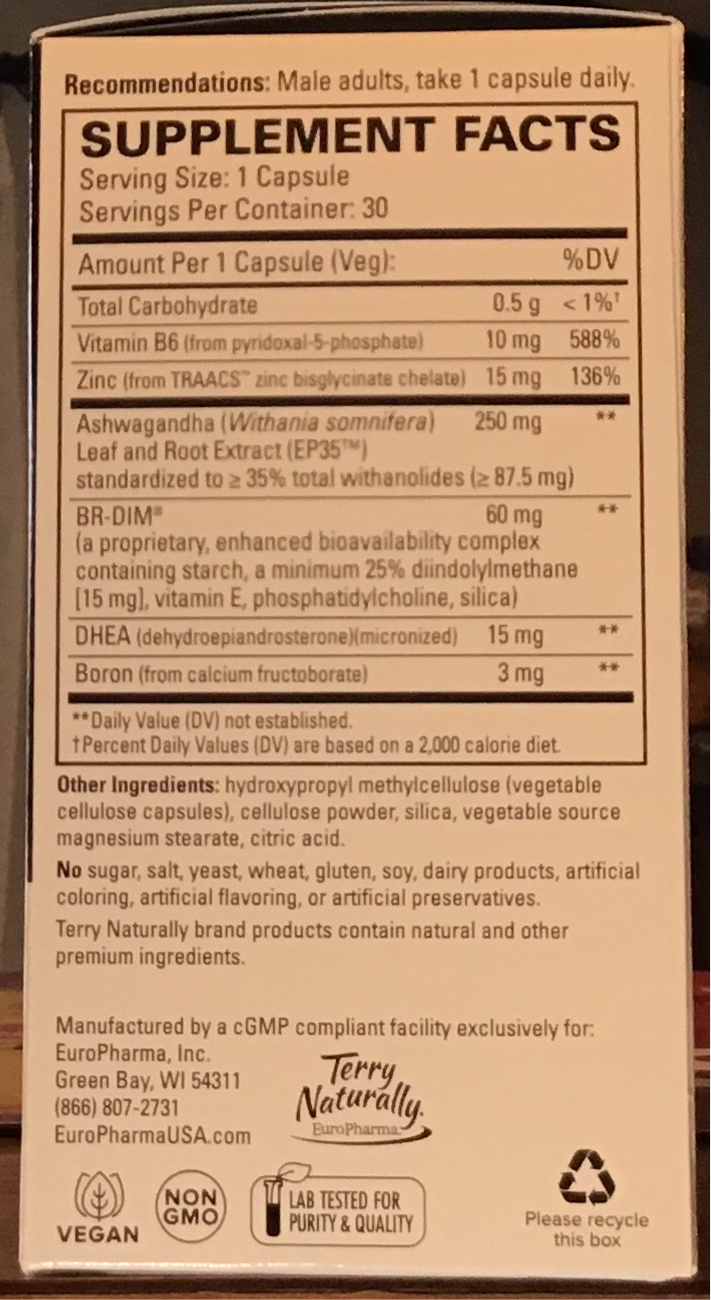 Recommendations: Male adults, take 1 capsule daily.
SUPPLEMENT FACTS
Serving Size: 1 Capsule
Servings Per Container: 30
Amount Per 1 Capsule (Veg): %DV
Total Carbohydrate 0.5 g < 1%†
Vitamin B6 (from pyridoxal-5-phosphate) 10 mg 588%
Zinc (from TRAACS™ zinc bisglycinate chelate) 15 mg 136%
Ashwagandha (Withania somnifera) 250 mg **
Leaf and Root Extract (EP35™)
standardized to ≥ 35% total withanolides (≥ 87.5 mg)
BR-DIM® 60 mg **
(a proprietary, enhanced bioavailability complex
containing starch, a minimum 25% diindolylmethane
[15 mg], vitamin E, phosphatidylcholine, silica)
DHEA (dehydroepiandrosterone)(micronized) 15 mg **
Boron (from calcium fructoborate) 3 mg **
**Daily Value (DV) not established.
†Percent Daily Values (DV) are based on a 2,000 calorie diet.
Other Ingredients: hydroxypropyl methylcellulose (vegetable
cellulose capsules), cellulose powder, silica, vegetable source
magnesium stearate, citric acid.
No sugar, salt, yeast, wheat, gluten, soy, dairy products, artificial
coloring, artificial flavoring, or artificial preservatives.
Terry Naturally brand products contain natural and other
premium ingredients.
Manufactured by a cGMP compliant facility exclusively for:
EuroPharma, Inc.
Green Bay, WI 54311
(866) 807-2731
EuroPharmaUSA.com
Terry
Naturally.
EuroPharma
VEGAN
NON
GMO
LAB TESTED FOR
PURITY & QUALITY
Please recycle
this box